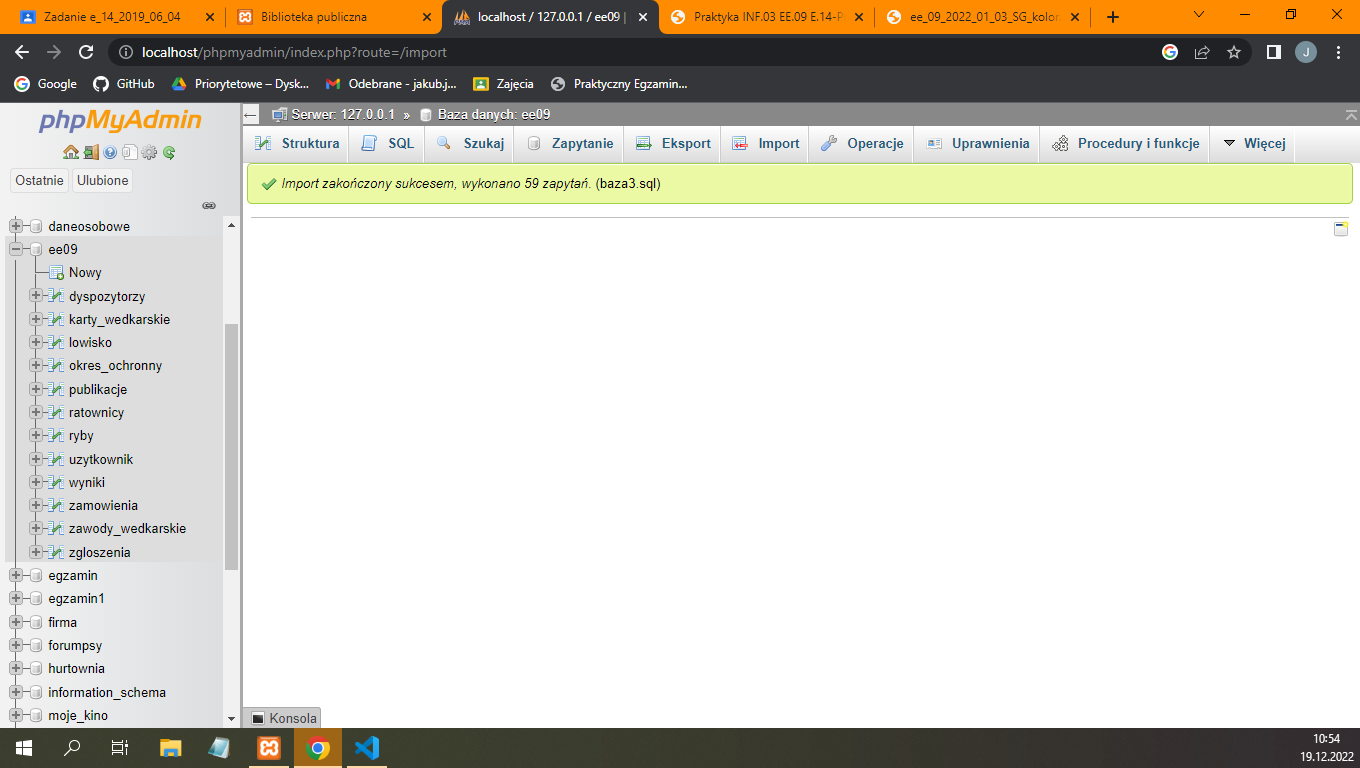 Zadanie e_14_2019_06_04
Biblioteka publiczna
localhost / 127.0.0.1 / ee09 |
Praktyka INF.03 EE.09 E.14-P
ee_09_2022_01_03_SG_kolor
localhost/phpmyadmin/index.php?route=/import
J
Google
GitHub
Priorytetowe – Dysk...
Odebrane - jakub.j...
Zajęcia
Praktyczny Egzamin...
phpMyAdmin
Ostatnie
Ulubione
daneosobowe
ee09
Nowy
dyspozytorzy
karty_wedkarskie
lowisko
okres_ochronny
publikacje
ratownicy
ryby
uzytkownik
wyniki
zamowienia
zawody_wedkarskie
zgloszenia
egzamin
egzamin1
firma
forumpsy
hurtownia
information_schema
moje_kino
Serwer: 127.0.0.1 » Baza danych: ee09
Struktura
SQL
Szukaj
Zapytanie
Eksport
Import
Operacje
Uprawnienia
Procedury i funkcje
Więcej
Import zakończony sukcesem, wykonano 59 zapytań. (baza3.sql)
Konsola
10:54
19.12.2022